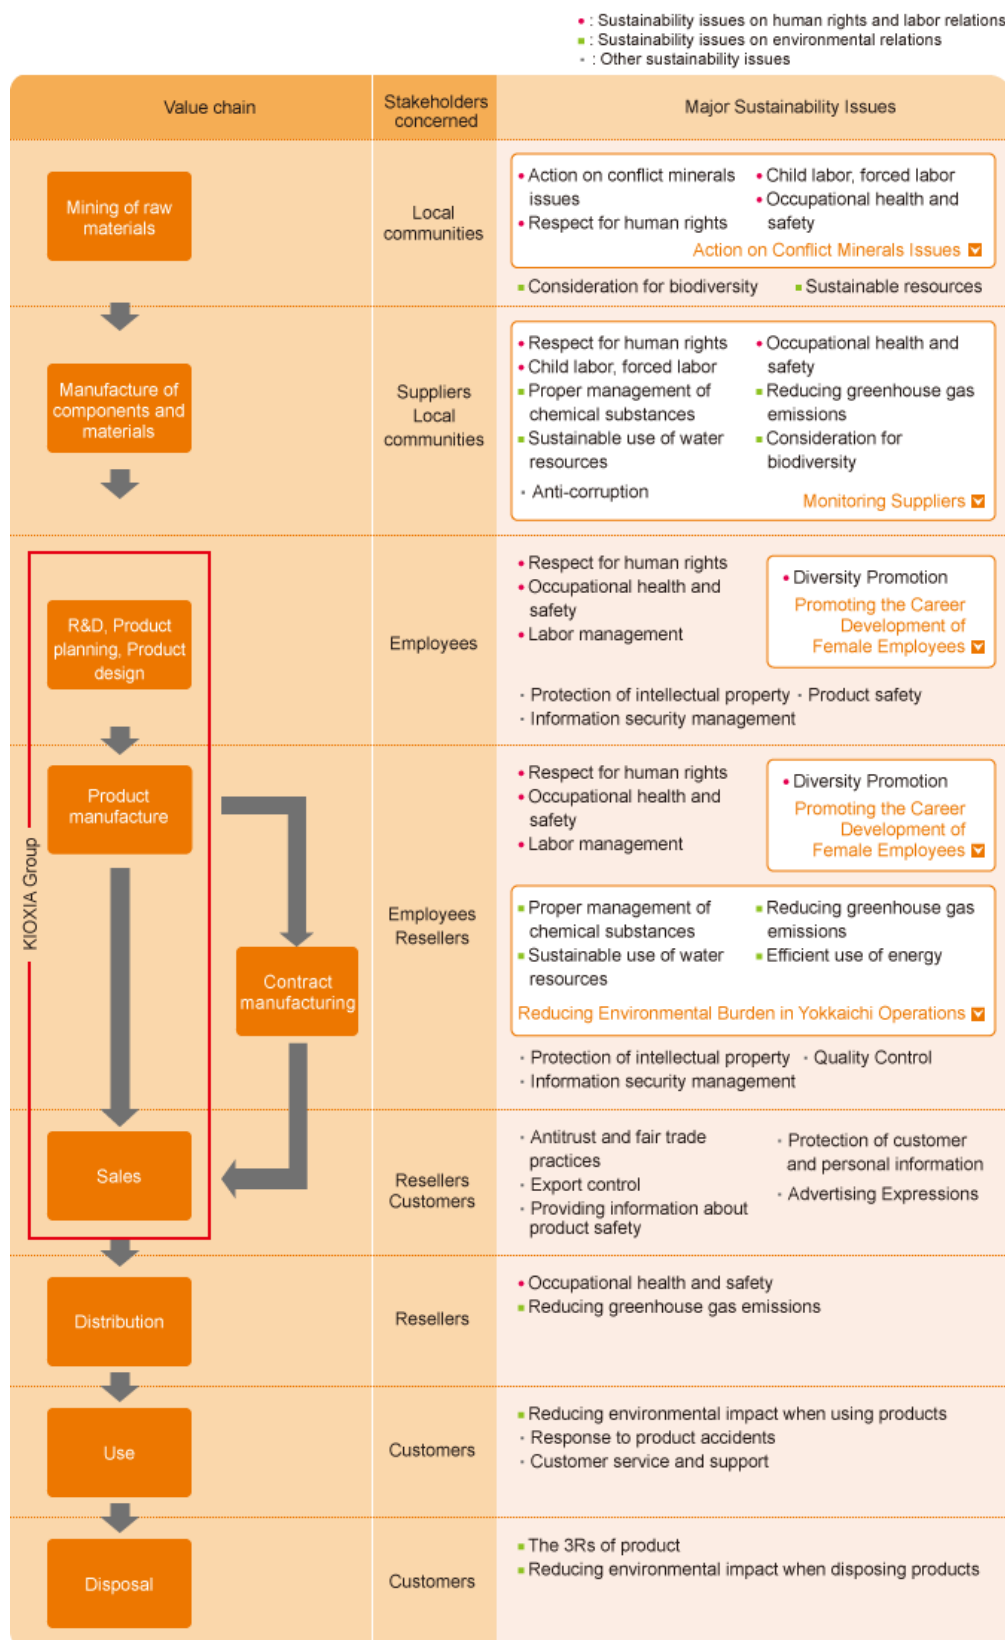 • : Sustainability issues on human rights and labor relations
■ : Sustainability issues on environmental relations
・ : Other sustainability issues
Value chain
Stakeholders
concerned
Major Sustainability Issues
Mining of raw
materials
Local
communities
• Action on conflict minerals
issues
• Respect for human rights
• Child labor, forced labor
• Occupational health and
safety
Action on Conflict Minerals Issues
■ Consideration for biodiversity
■ Sustainable resources
Manufacture of
components and
materials
Suppliers
Local
communities
• Respect for human rights
• Child labor, forced labor
■ Proper management of
chemical substances
■ Sustainable use of water
resources
・ Anti-corruption
• Occupational health and
safety
■ Reducing greenhouse gas
emissions
■ Consideration for
biodiversity
Monitoring Suppliers
KIOXIA Group
R&D, Product
planning, Product
design
Employees
• Respect for human rights
• Occupational health and
safety
• Labor management
• Diversity Promotion
Promoting the Career
Development of
Female Employees
・ Protection of intellectual property ・ Product safety
・ Information security management
Product
manufacture
Contract
manufacturing
Employees
Resellers
• Respect for human rights
• Occupational health and
safety
• Labor management
• Diversity Promotion
Promoting the Career
Development of
Female Employees
■ Proper management of
chemical substances
■ Sustainable use of water
resources
■ Reducing greenhouse gas
emissions
■ Efficient use of energy
Reducing Environmental Burden in Yokkaichi Operations
・ Protection of intellectual property ・ Quality Control
・ Information security management
Sales
Resellers
Customers
・ Antitrust and fair trade
practices
・ Export control
・ Providing information about
product safety
・ Protection of customer
and personal information
・ Advertising Expressions
Distribution
Resellers
• Occupational health and safety
■ Reducing greenhouse gas emissions
Use
Customers
■ Reducing environmental impact when using products
・ Response to product accidents
・ Customer service and support
Disposal
Customers
■ The 3Rs of product
■ Reducing environmental impact when disposing products